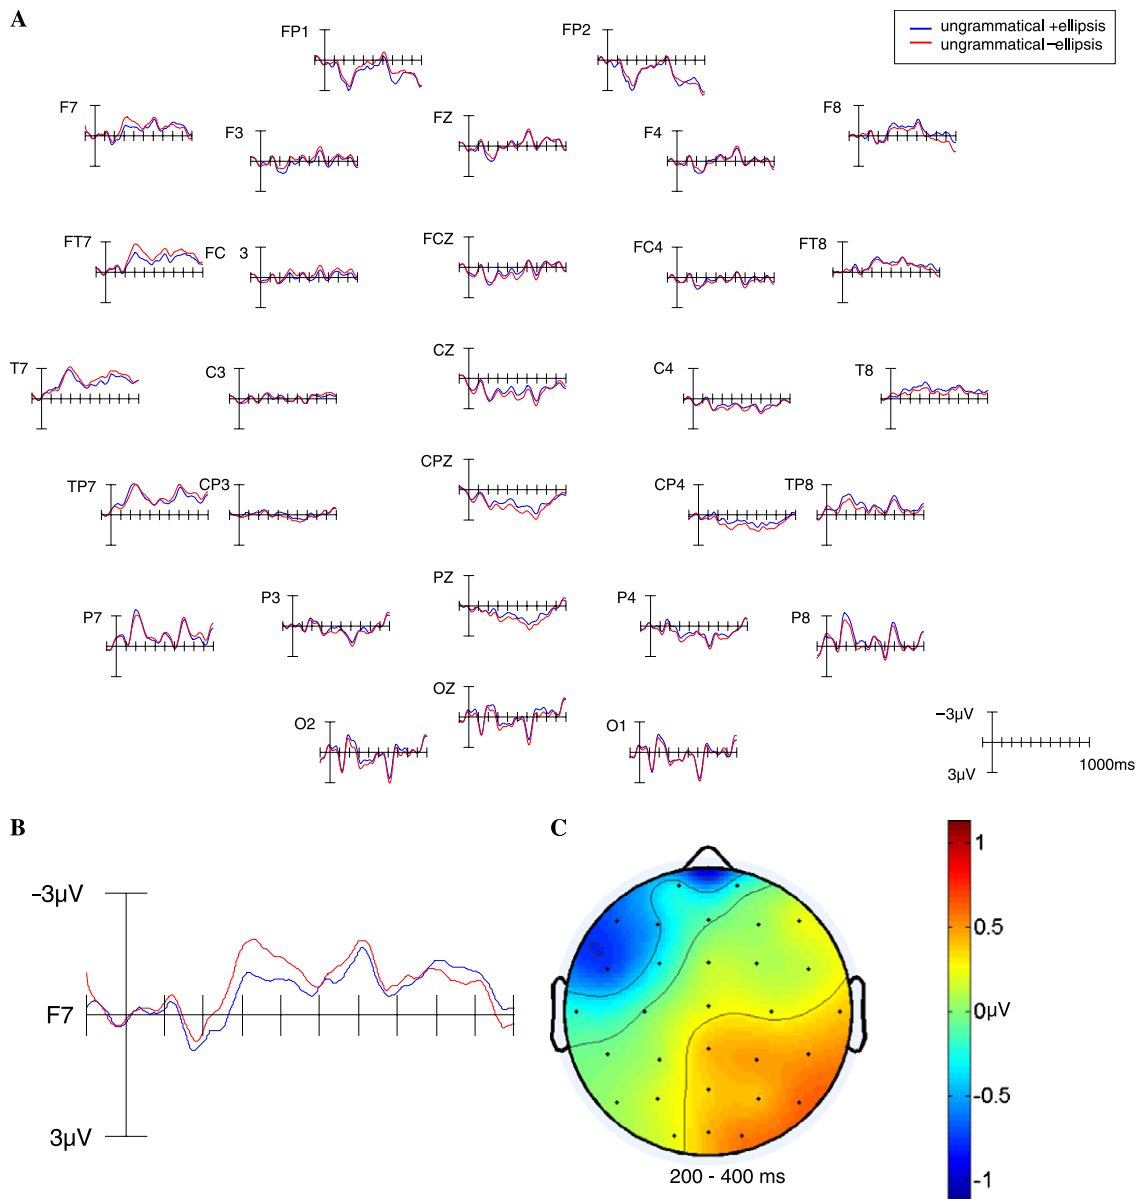 A
FP1 FP2
ungrammatical +ellipsis
ungrammatical −ellipsis
F7 F3 FZ F4 F8
FT7 FC 3 FCZ FC4 FT8
T7 C3 CZ C4 T8
TP7 CP3 CPZ CP4 TP8
P7 P3 PZ P4 P8
O2 OZ O1
−3µV
1000ms
3µV
B
−3µV
F7
3µV
C
200 - 400 ms
1
0.5
0µV
-0.5
-1